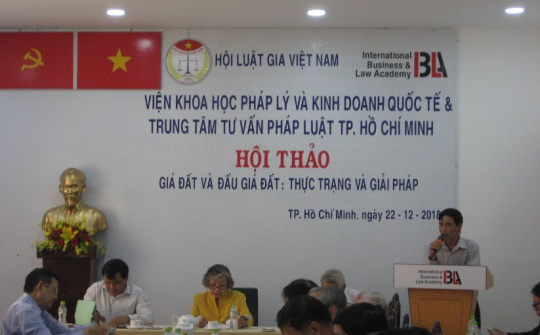 HỘI LUẬT GIA VIỆT NAM
International
Business &
Law Academy
IBLA
VIỆN KHOA HỌC PHÁP LÝ VÀ KINH DOANH QUỐC TẾ &
TRUNG TÂM TƯ VẤN PHÁP LUẬT TP. HỒ CHÍ MINH
HỘI THẢO
GIÁ ĐẤT VÀ ĐẤU GIÁ ĐẤT: THỰC TRẠNG VÀ GIẢI PHÁP
TP. Hồ Chí Minh, ngày 22 - 12 - 2018
International
Business &
Law Academy
IBLA